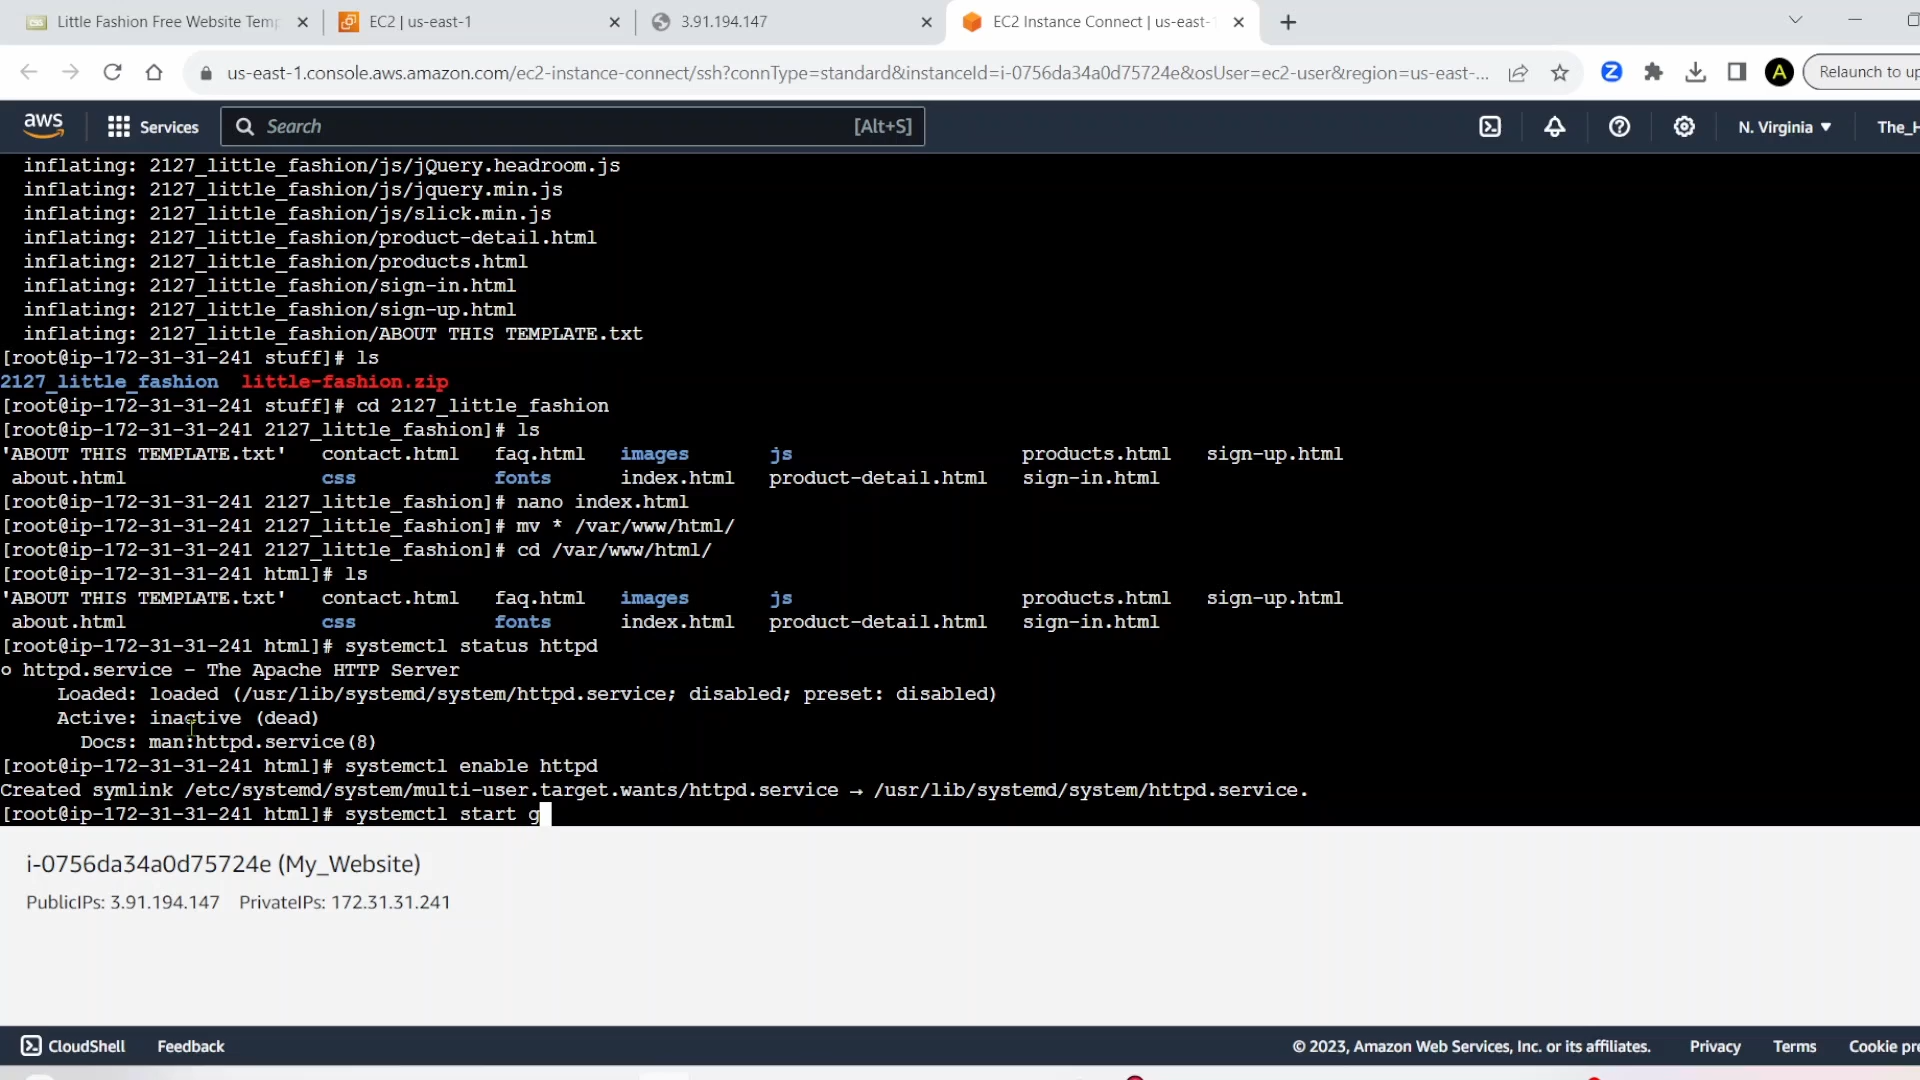 Little Fashion Free Website Temp
EC2 | us-east-1
3.91.194.147
EC2 Instance Connect | us-east-1
us-east-1.console.aws.amazon.com/ec2-instance-connect/ssh?connType=standard&instanceId=i-0756da34a0d75724e&osUser=ec2-user&region=us-east-...
Z
A
Relaunch to up
aws
Services
Search
[Alt+S]
N. Virginia
The_H
inflating: 2127_little_fashion/js/jQuery.headroom.js
inflating: 2127_little_fashion/js/jquery.min.js
inflating: 2127_little_fashion/js/slick.min.js
inflating: 2127_little_fashion/product-detail.html
inflating: 2127_little_fashion/products.html
inflating: 2127_little_fashion/sign-in.html
inflating: 2127_little_fashion/sign-up.html
inflating: 2127_little_fashion/ABOUT THIS TEMPLATE.txt
[root@ip-172-31-31-241 stuff]# ls
2127_little_fashion little-fashion.zip
[root@ip-172-31-31-241 stuff]# cd 2127_little_fashion
[root@ip-172-31-31-241 2127_little_fashion]# ls
'ABOUT THIS TEMPLATE.txt' contact.html faq.html images js products.html sign-up.html
about.html css fonts index.html product-detail.html sign-in.html
[root@ip-172-31-31-241 2127_little_fashion]# nano index.html
[root@ip-172-31-31-241 2127_little_fashion]# mv * /var/www/html/
[root@ip-172-31-31-241 2127_little_fashion]# cd /var/www/html/
[root@ip-172-31-31-241 html]# ls
'ABOUT THIS TEMPLATE.txt' contact.html faq.html images js products.html sign-up.html
about.html css fonts index.html product-detail.html sign-in.html
[root@ip-172-31-31-241 html]# systemctl status httpd
○ httpd.service - The Apache HTTP Server
Loaded: loaded (/usr/lib/systemd/system/httpd.service; disabled; preset: disabled)
Active: inactive (dead)
Docs: man:httpd.service(8)
[root@ip-172-31-31-241 html]# systemctl enable httpd
Created symlink /etc/systemd/system/multi-user.target.wants/httpd.service → /usr/lib/systemd/system/httpd.service.
[root@ip-172-31-31-241 html]# systemctl start g
i-0756da34a0d75724e (My_Website)
PublicIPs: 3.91.194.147 PrivateIPs: 172.31.31.241
CloudShell
Feedback
© 2023, Amazon Web Services, Inc. or its affiliates.
Privacy
Terms
Cookie pre